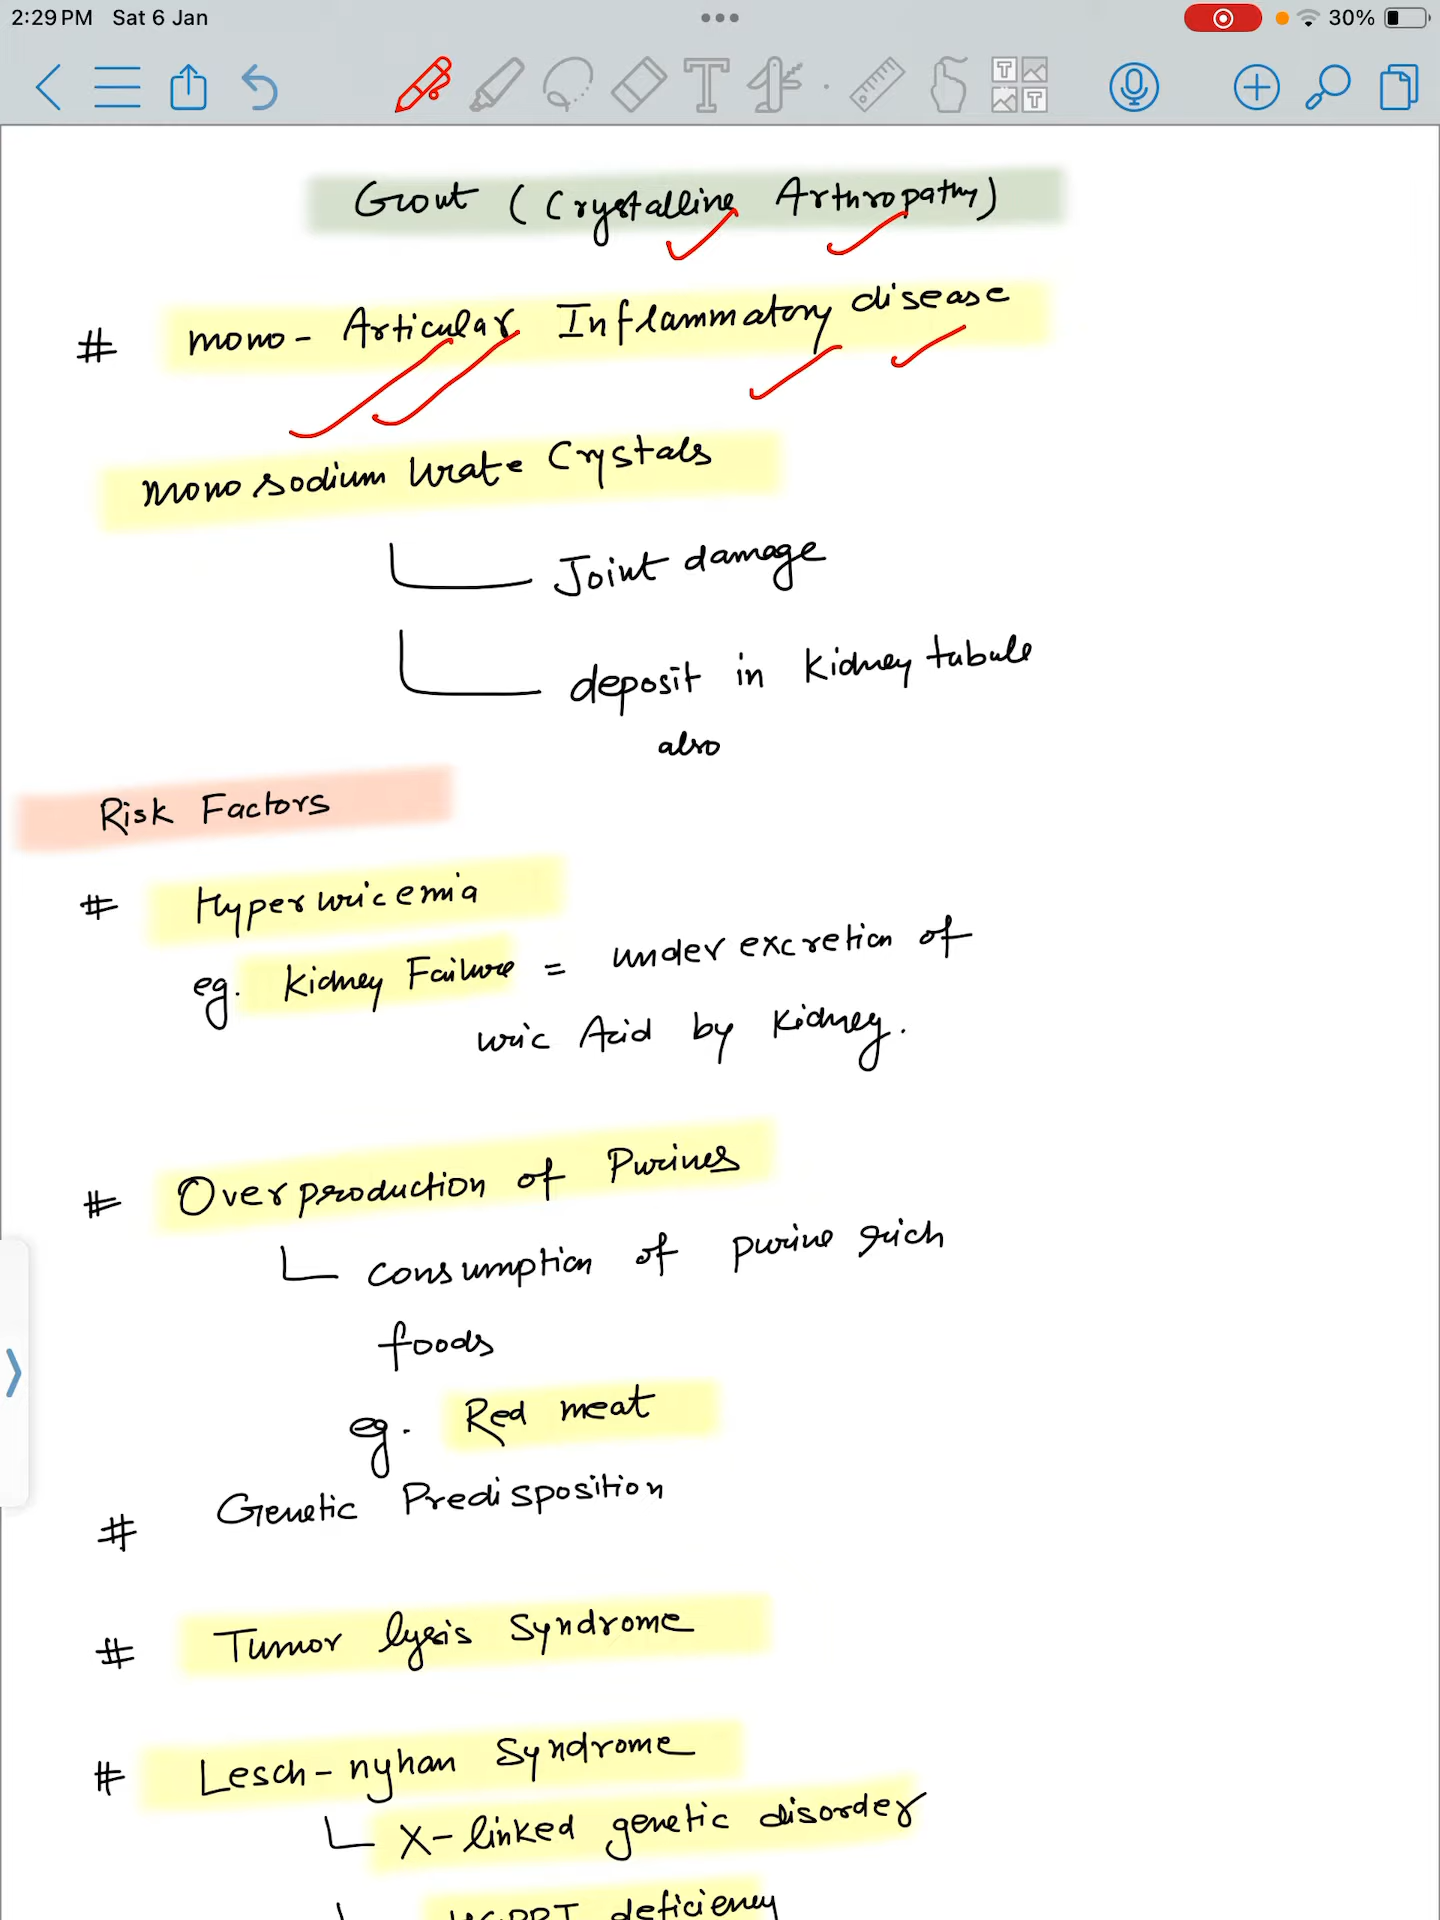 2:29 PM Sat 6 Jan
30%
Gout (Crystalline Arthropathy)
# mono- Articular Inflammatory disease
mono sodium urate Crystals
Joint damage
deposit in kidney tubule
also
Risk Factors
# Hyperuricemia
eg. Kidney Failure = under excretion of
uric Acid by kidney.
# Overproduction of Purines
consumption of purine rich
foods
eg. Red meat
# Genetic Predisposition
# Tumor lysis Syndrome
# Lesch-nyhan Syndrome
X-linked genetic disorder
HGPRT deficiency